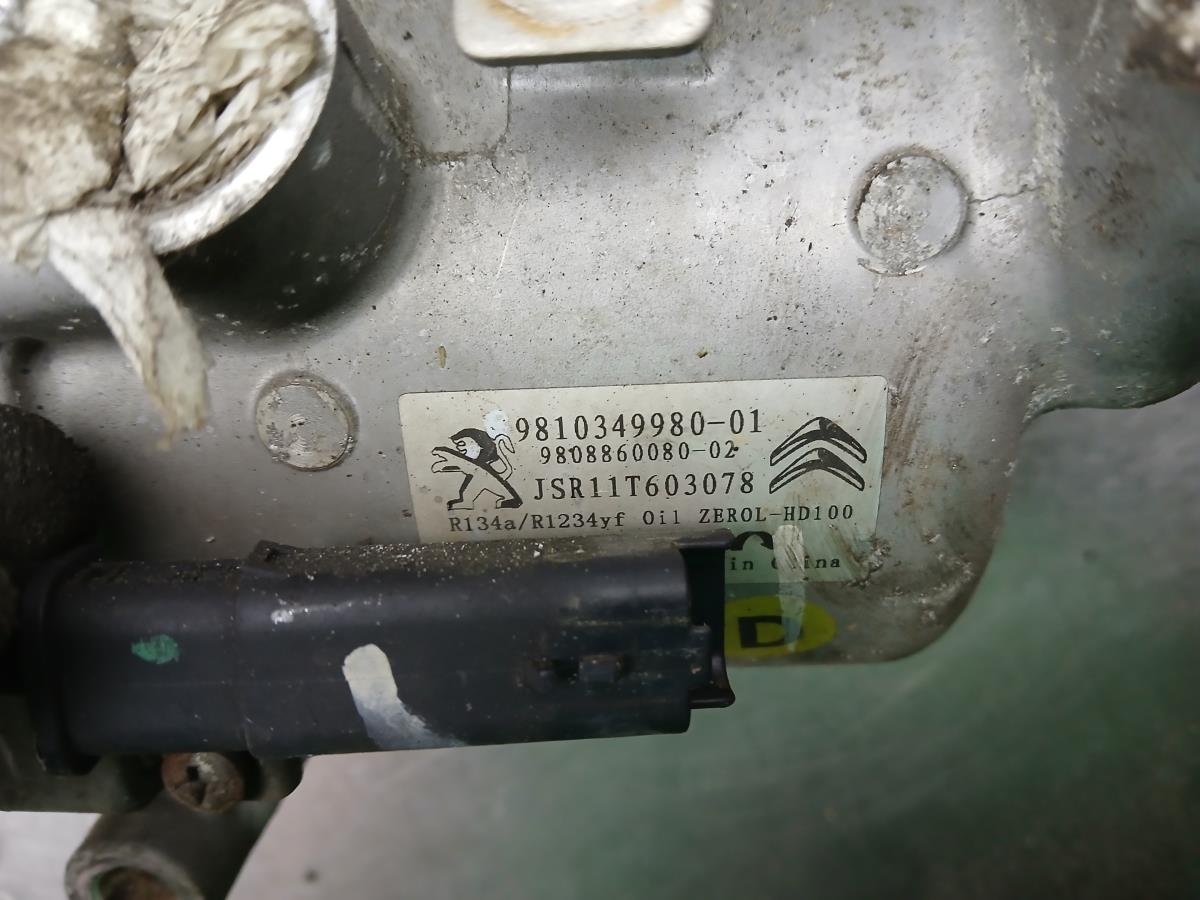 9810349980-01
9808860080-02
JSR11T603078
R134a/R1234yf Oil ZEROL-HD100
in China
D